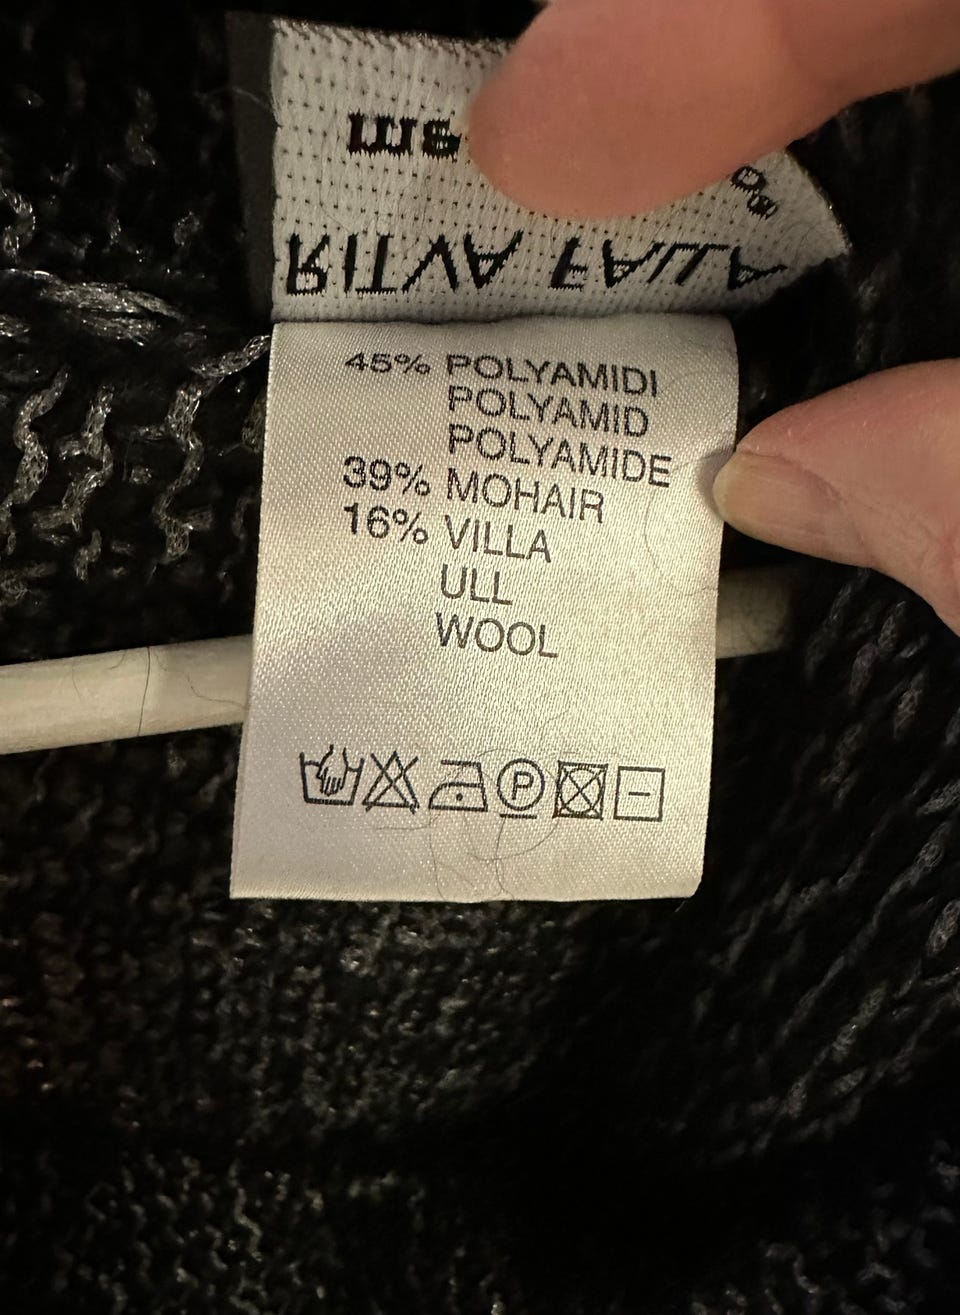 RITVA FALLA
45% POLYAMIDI
POLYAMID
POLYAMIDE
39% MOHAIR
16% VILLA
ULL
WOOL
P